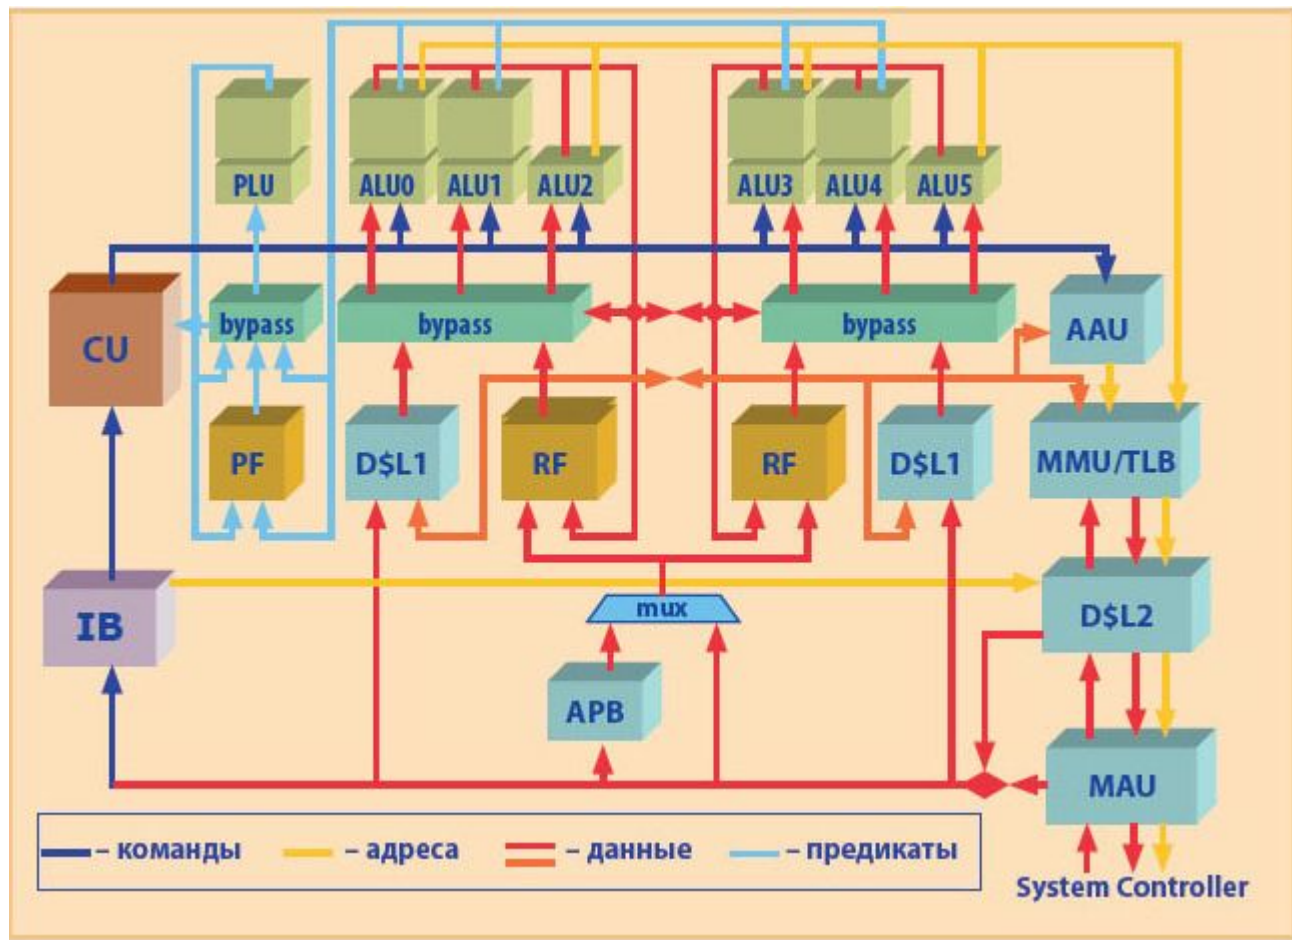 PLU
ALU0
ALU1
ALU2
ALU3
ALU4
ALU5
CU
bypass
bypass
bypass
AAU
PF
D$L1
RF
RF
D$L1
MMU/TLB
IB
mux
D$L2
APB
MAU
– команды
– адреса
– данные
– предикаты
System Controller